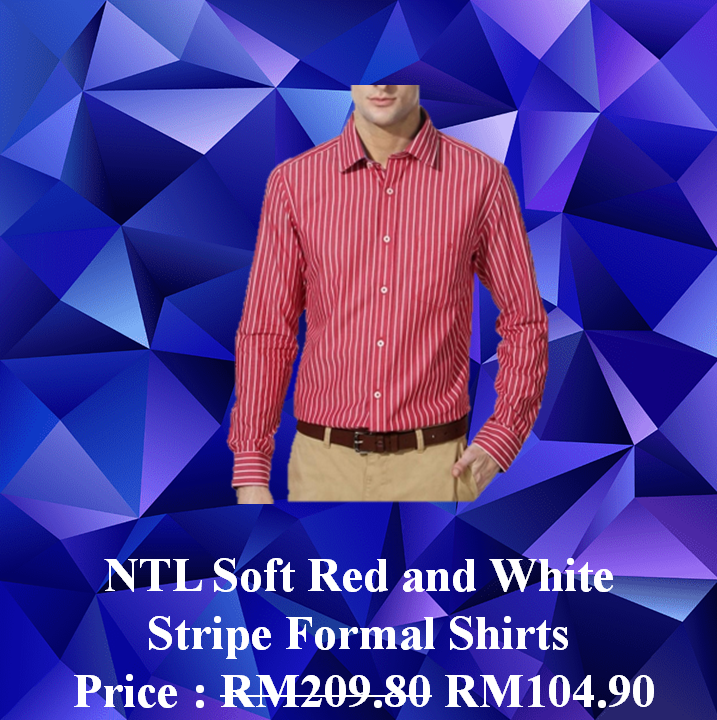 NTL Soft Red and White
Stripe Formal Shirts
Price : RM209.80 RM104.90